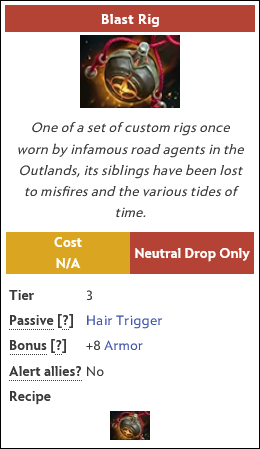 Blast Rig
One of a set of custom rigs once
worn by infamous road agents in the
Outlands, its siblings have been lost
to misfires and the various tides of
time.
Cost
N/A
Neutral Drop Only
Tier 3
Passive [?] Hair Trigger
Bonus [?] +8 Armor
Alert allies? No
Recipe